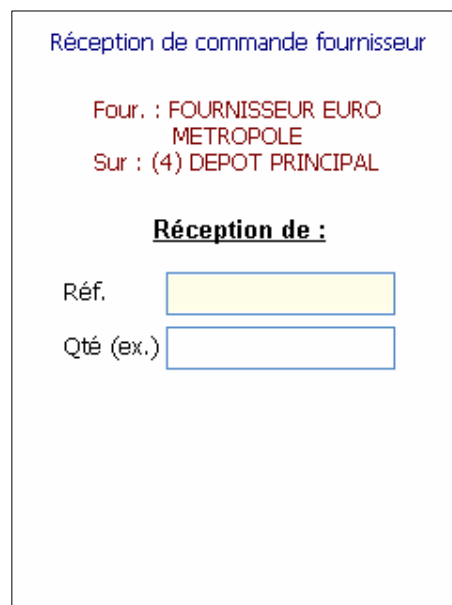 Réception de commande fournisseur
Four. : FOURNISSEUR EURO
METROPOLE
Sur : (4) DEPOT PRINCIPAL
Réception de :
Réf.
Qté (ex.)